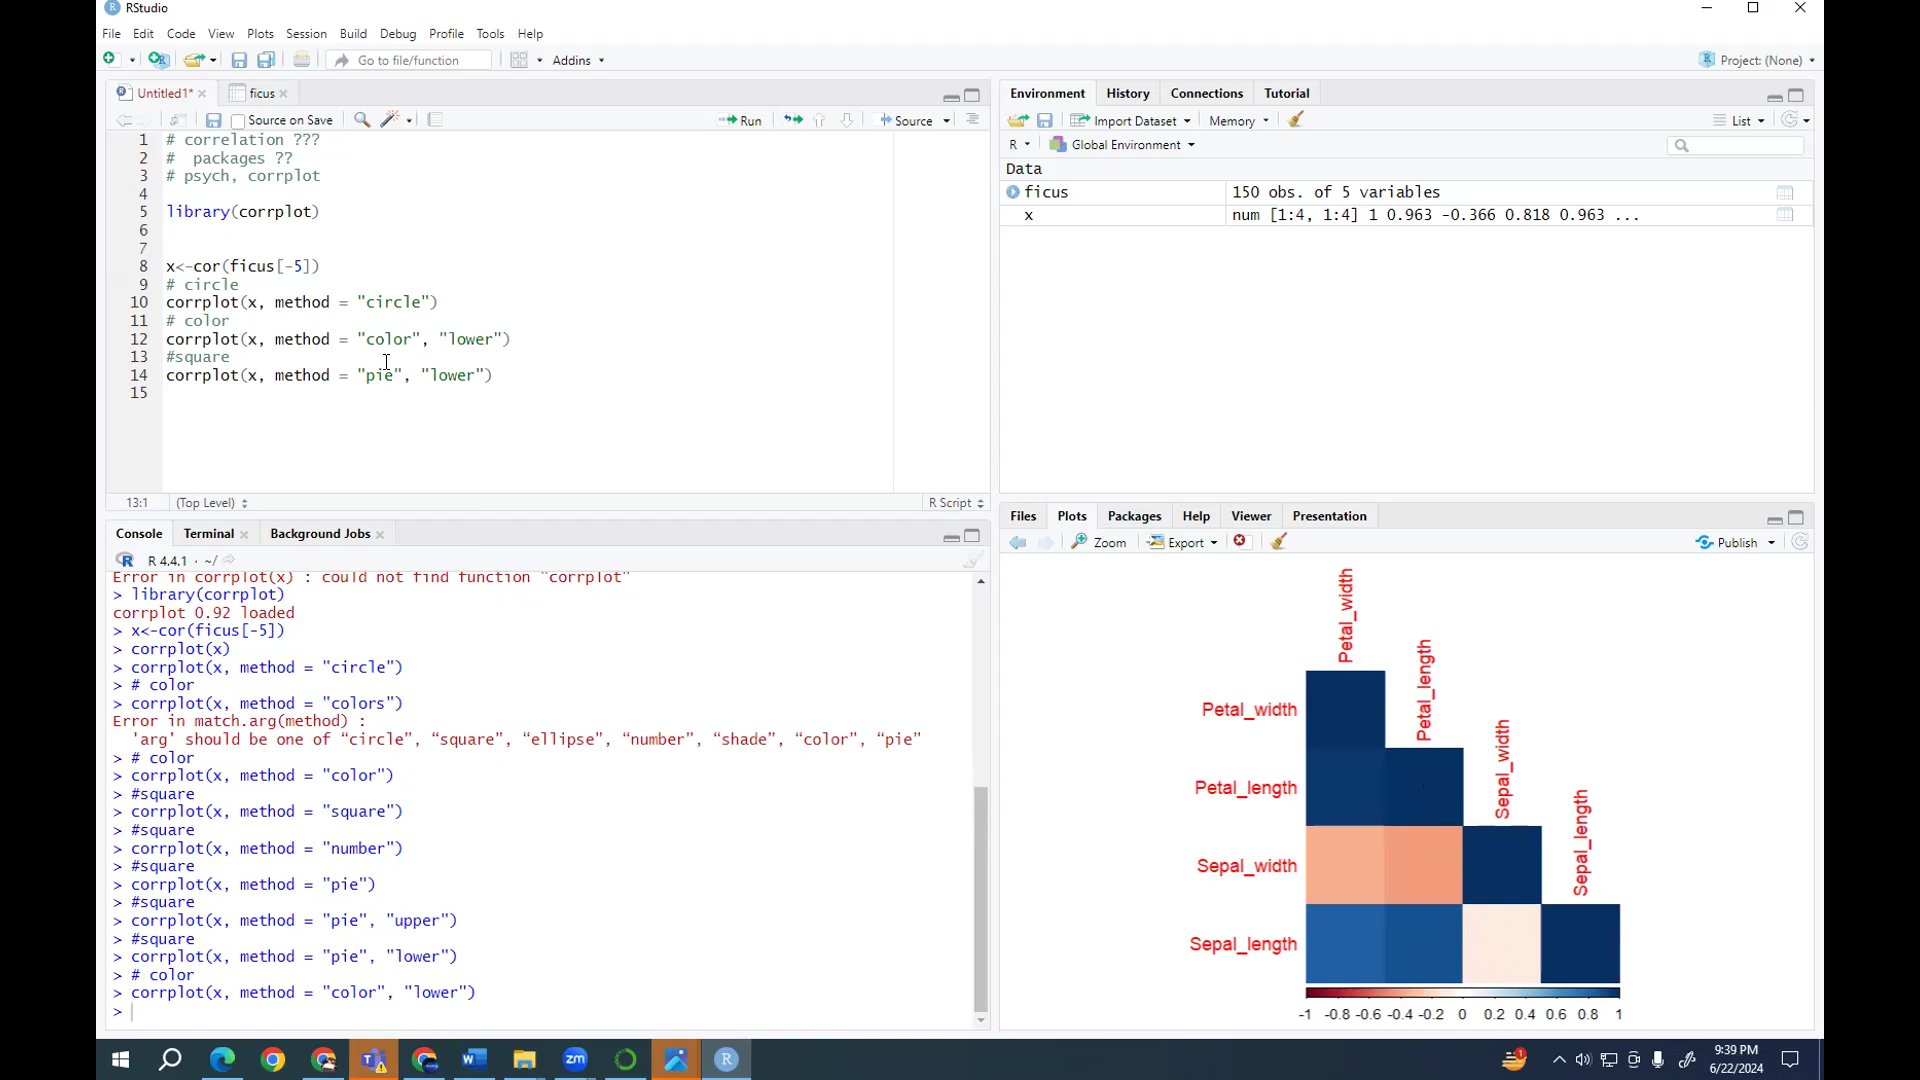 RStudio
File Edit Code View Plots Session Build Debug Profile Tools Help
Go to file/function
Addins
Project: (None)
Untitled1*
ficus
Source on Save
Run
Source
1 # correlation ???
2 #  packages ??
3 # psych, corrplot
4
5 library(corrplot)
6
7
8 x<-cor(ficus[-5])
9 # circle
10 corrplot(x, method = "circle")
11 # color
12 corrplot(x, method = "color", "lower")
13 #square
14 corrplot(x, method = "pie", "lower")
15
13:1 (Top Level) R Script
Environment History Connections Tutorial
Import Dataset Memory List
R Global Environment
Data
ficus 150 obs. of 5 variables
x num [1:4, 1:4] 1 0.963 -0.366 0.818 0.963 ...
Console Terminal Background Jobs
R 4.4.1 · ~/
Error in corrplot(x) : could not find function "corrplot"
> library(corrplot)
corrplot 0.92 loaded
> x<-cor(ficus[-5])
> corrplot(x)
> corrplot(x, method = "circle")
> # color
> corrplot(x, method = "colors")
Error in match.arg(method) :
'arg' should be one of “circle”, “square”, “ellipse”, “number”, “shade”, “color”, “pie”
> # color
> corrplot(x, method = "color")
> #square
> corrplot(x, method = "square")
> #square
> corrplot(x, method = "number")
> #square
> corrplot(x, method = "pie")
> #square
> corrplot(x, method = "pie", "upper")
> #square
> corrplot(x, method = "pie", "lower")
> # color
> corrplot(x, method = "color", "lower")
>
Files Plots Packages Help Viewer Presentation
Zoom Export Publish
Petal_width
Petal_length
Sepal_width
Sepal_length
Petal_width
Petal_length
Sepal_width
Sepal_length
-1 -0.8 -0.6 -0.4 -0.2 0 0.2 0.4 0.6 0.8 1
9:39 PM
6/22/2024